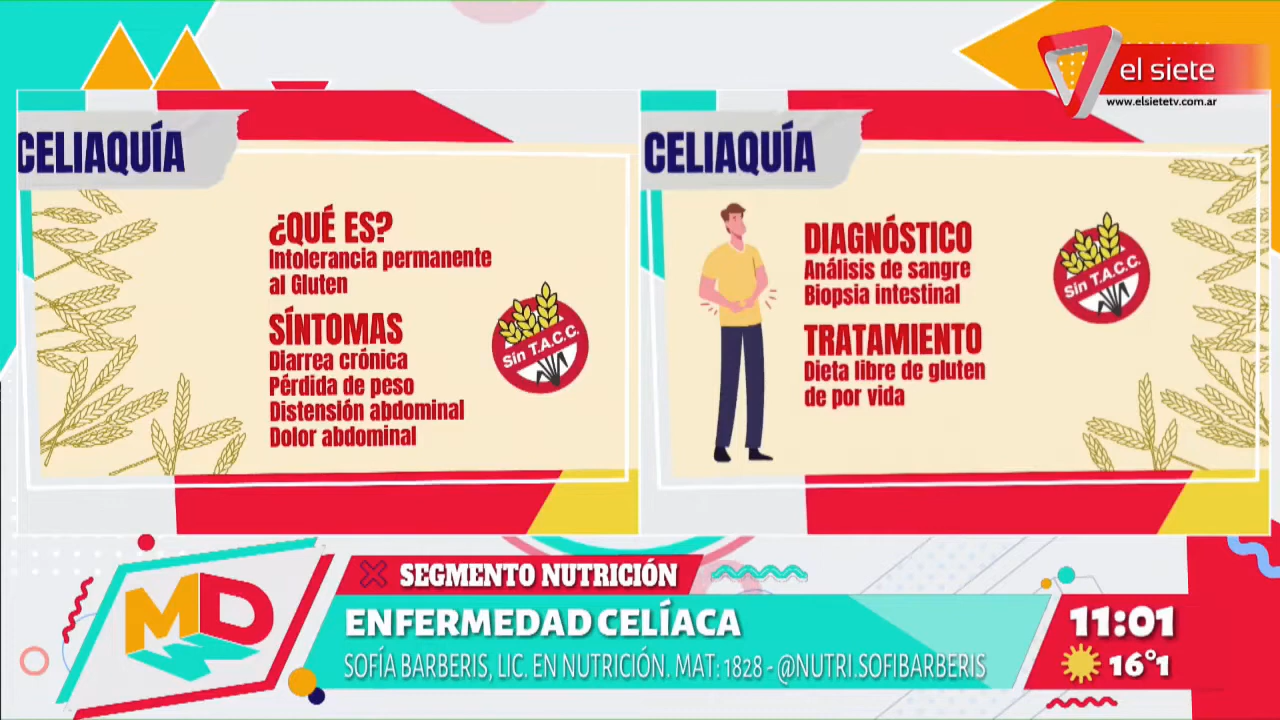 el siete
www.elsietetv.com.ar
CELIAQUÍA
¿QUÉ ES?
Intolerancia permanente
al Gluten
SÍNTOMAS
Diarrea crónica
Pérdida de peso
Distensión abdominal
Dolor abdominal
Sin T.A.C.C.
CELIAQUÍA
DIAGNÓSTICO
Análisis de sangre
Biopsia intestinal
TRATAMIENTO
Dieta libre de gluten
de por vida
Sin T.A.C.C.
MD
SEGMENTO NUTRICIÓN
ENFERMEDAD CELÍACA
SOFÍA BARBERIS, LIC. EN NUTRICIÓN. MAT: 1828 - @NUTRI.SOFIBARBERIS
11:01
16°1